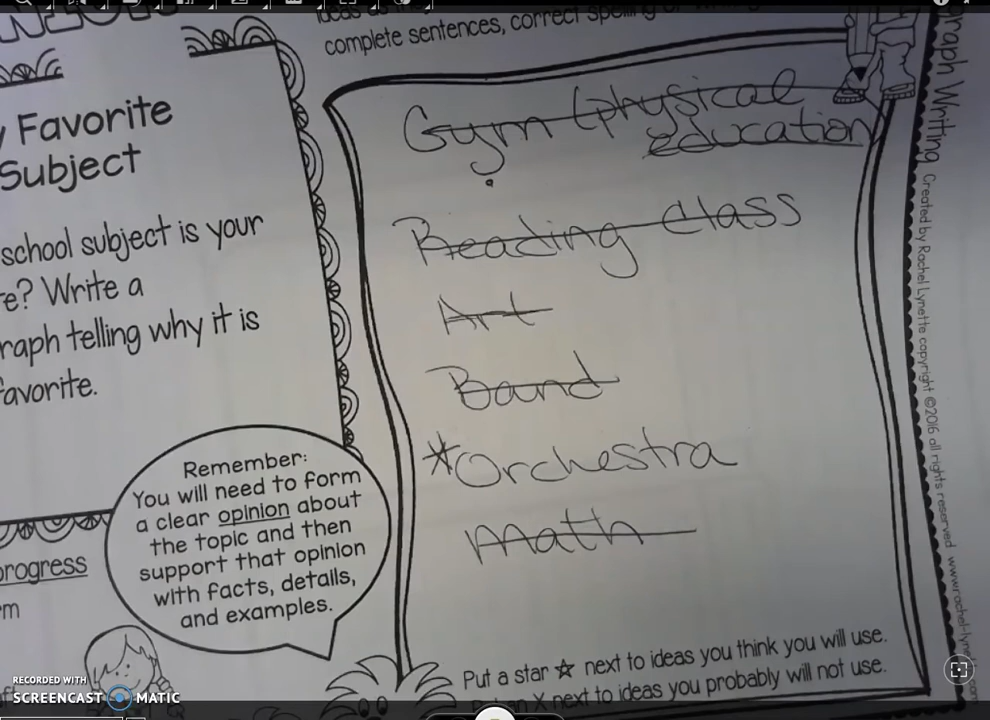 complete sentences, correct
Favorite
Subject
school subject is your
e? Write a
raph telling why it is
avorite.
Remember:
You will need to form
a clear opinion about
the topic and then
support that opinion
with facts, details,
and examples.
progress
m
Gym (physical
education
Reading Class
Art
Band
*Orchestra
Math
Put a star ☆ next to ideas you think you will use.
X next to ideas you probably will not use.
graph Writing Created by Rachel Lynette copyright ©2016 all rights reserved
RECORDED WITH
SCREENCAST MATIC